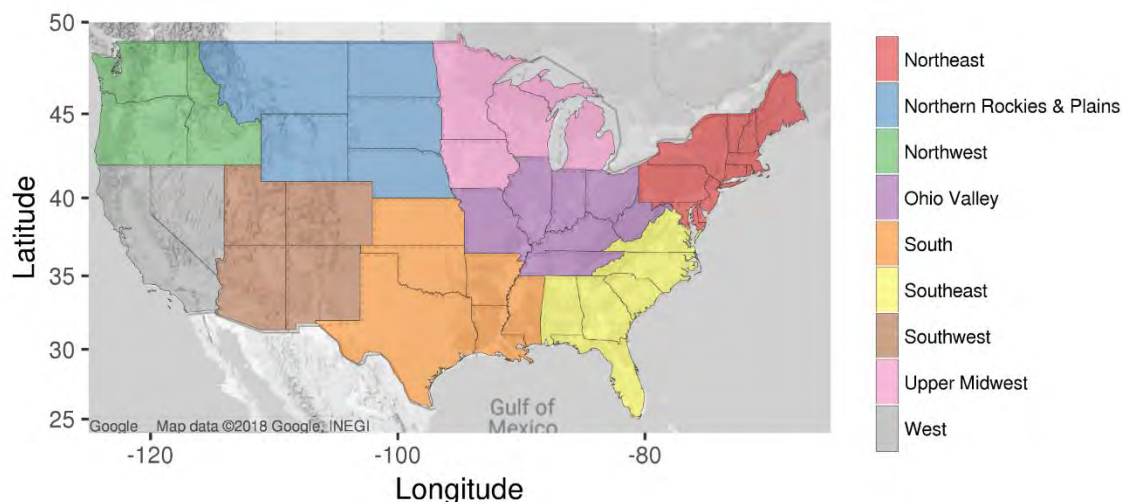 50
45
40
35
30
25
Latitude
Google Map data ©2018 Google, INEGI
Gulf of
Mexico
-120
-100
-80
Longitude
Northeast
Northern Rockies & Plains
Northwest
Ohio Valley
South
Southeast
Southwest
Upper Midwest
West